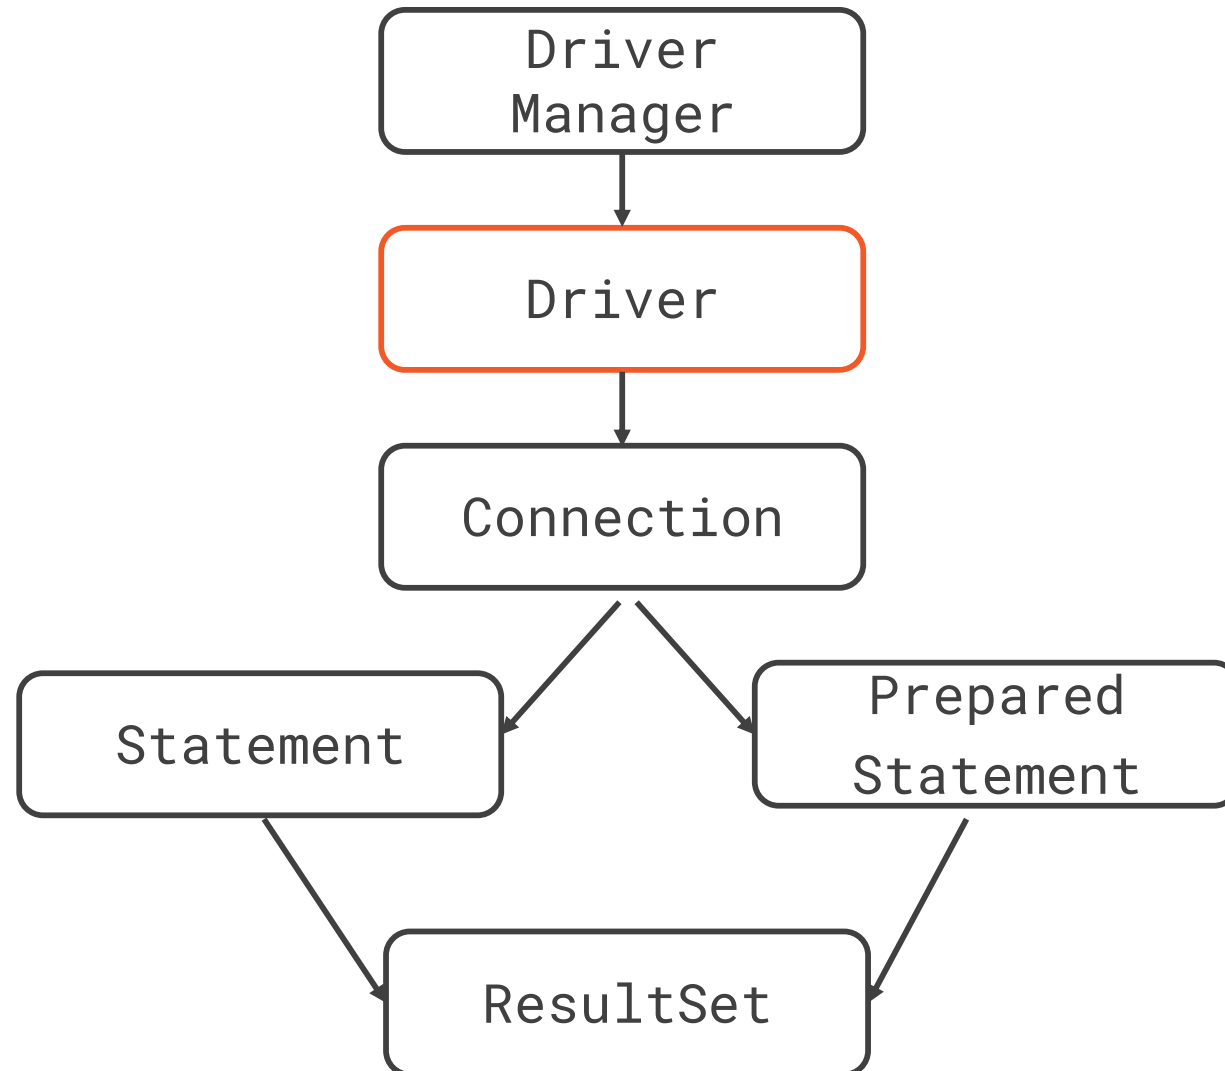 Driver
Manager
Driver
Connection
Statement
Prepared
Statement
ResultSet